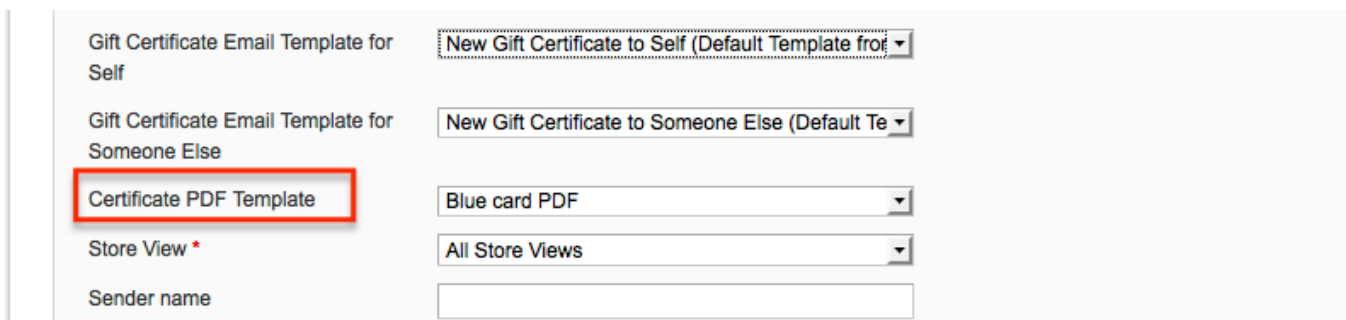 Gift Certificate Email Template for
Self
New Gift Certificate to Self (Default Template from
Gift Certificate Email Template for
Someone Else
New Gift Certificate to Someone Else (Default Te
Certificate PDF Template
Blue card PDF
Store View *
All Store Views
Sender name